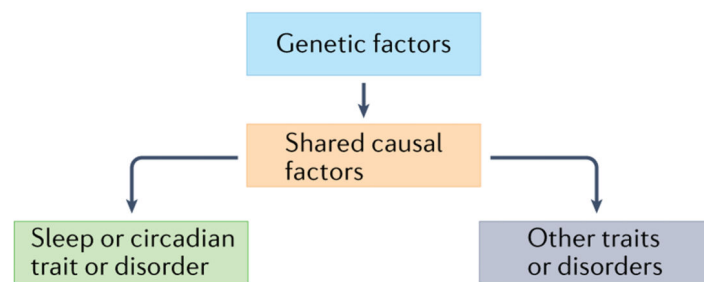 Genetic factors
Shared causal
factors
Sleep or circadian
trait or disorder
Other traits
or disorders